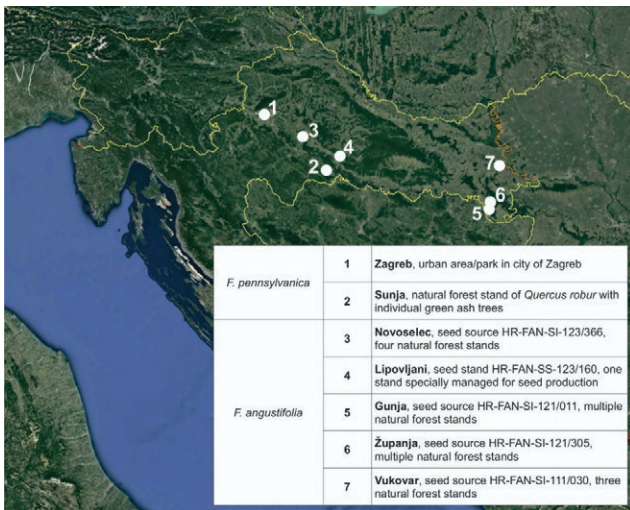 1
3
4
2
7
6
5
F. pennsylvanica
1
Zagreb, urban area/park in city of Zagreb
2
Sunja, natural forest stand of Quercus robur with
individual green ash trees
F. angustifolia
3
Novoselec, seed source HR-FAN-SI-123/366,
four natural forest stands
4
Lipovljani, seed stand HR-FAN-SS-123/160, one
stand specially managed for seed production
5
Gunja, seed source HR-FAN-SI-121/011, multiple
natural forest stands
6
Županja, seed source HR-FAN-SI-121/305,
multiple natural forest stands
7
Vukovar, seed source HR-FAN-SI-111/030, three
natural forest stands